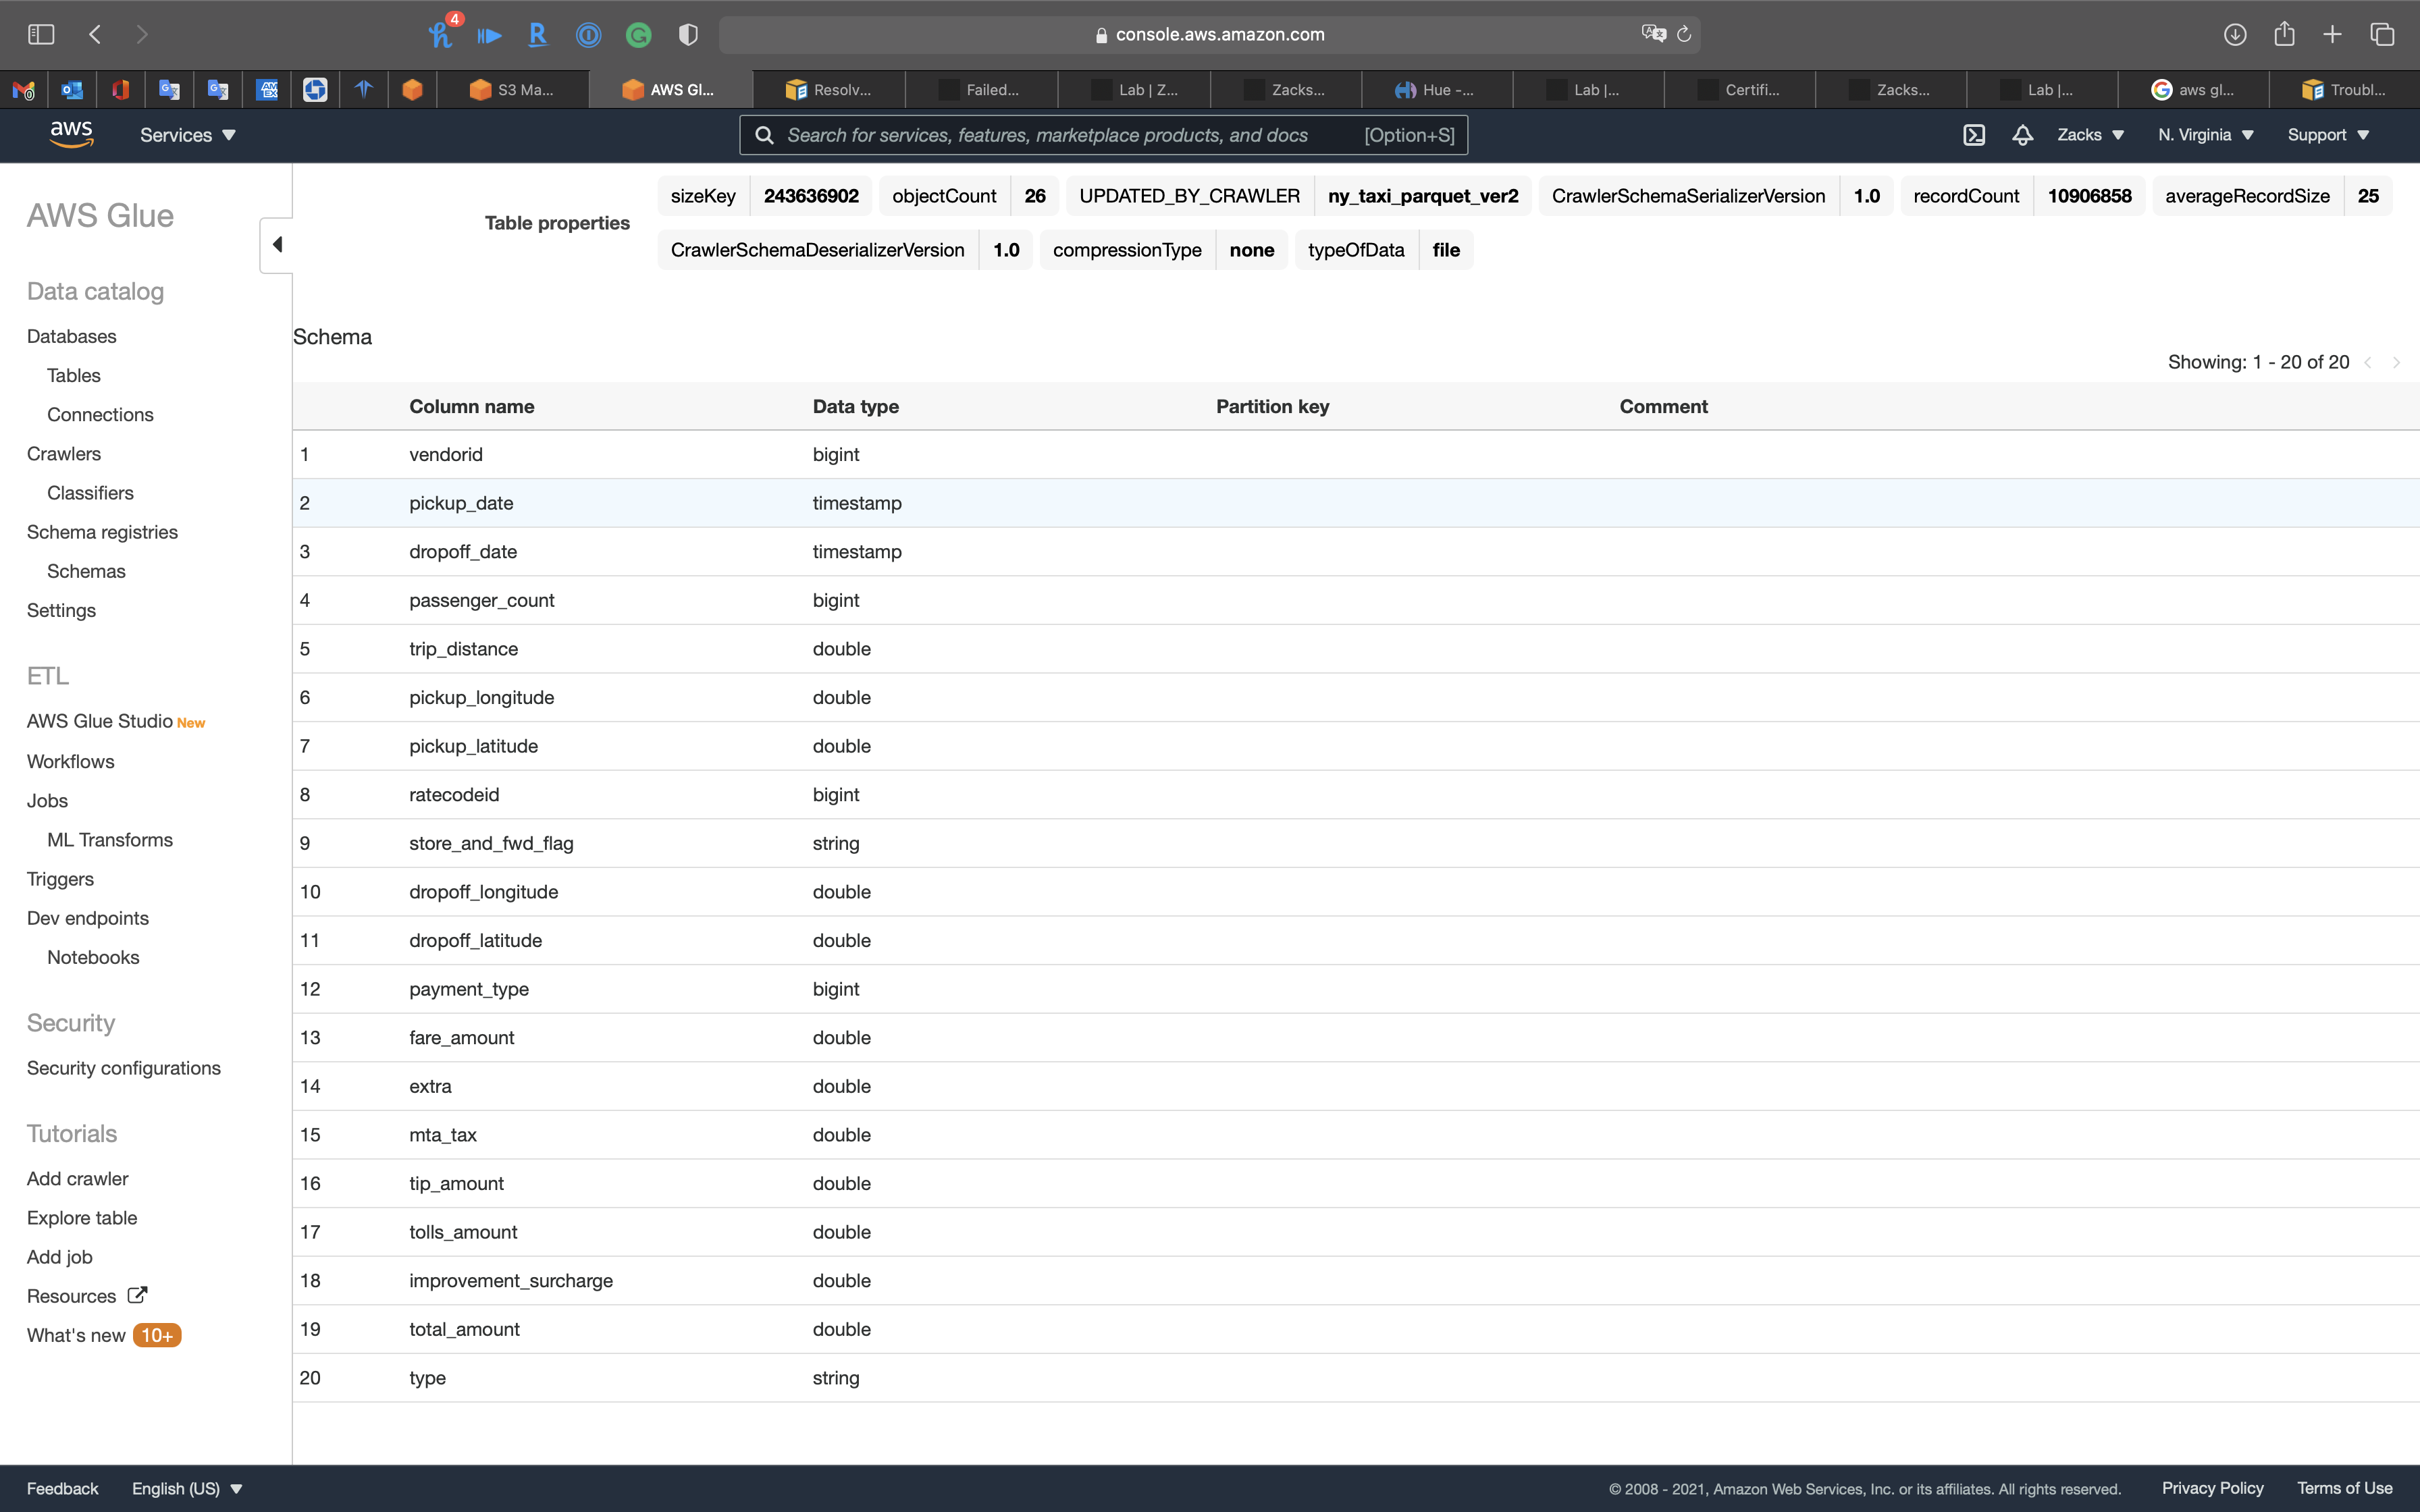 4
console.aws.amazon.com
0 S3 Ma... AWS Gl... Resolv... Failed... Lab | Z... Zacks... Hue -... Lab |... Certifi... Zacks... Lab |... aws gl... Troubl...
aws Services Search for services, features, marketplace products, and docs [Option+S] Zacks N. Virginia Support
AWS Glue
Data catalog
Databases
Tables
Connections
Crawlers
Classifiers
Schema registries
Schemas
Settings
ETL
AWS Glue Studio New
Workflows
Jobs
ML Transforms
Triggers
Dev endpoints
Notebooks
Security
Security configurations
Tutorials
Add crawler
Explore table
Add job
Resources
What's new 10+
Table properties
sizeKey 243636902 objectCount 26 UPDATED_BY_CRAWLER ny_taxi_parquet_ver2 CrawlerSchemaSerializerVersion 1.0 recordCount 10906858 averageRecordSize 25
CrawlerSchemaDeserializerVersion 1.0 compressionType none typeOfData file
Schema
Showing: 1 - 20 of 20
Column name Data type Partition key Comment
1 vendorid bigint
2 pickup_date timestamp
3 dropoff_date timestamp
4 passenger_count bigint
5 trip_distance double
6 pickup_longitude double
7 pickup_latitude double
8 ratecodeid bigint
9 store_and_fwd_flag string
10 dropoff_longitude double
11 dropoff_latitude double
12 payment_type bigint
13 fare_amount double
14 extra double
15 mta_tax double
16 tip_amount double
17 tolls_amount double
18 improvement_surcharge double
19 total_amount double
20 type string
Feedback English (US) © 2008 - 2021, Amazon Web Services, Inc. or its affiliates. All rights reserved. Privacy Policy Terms of Use